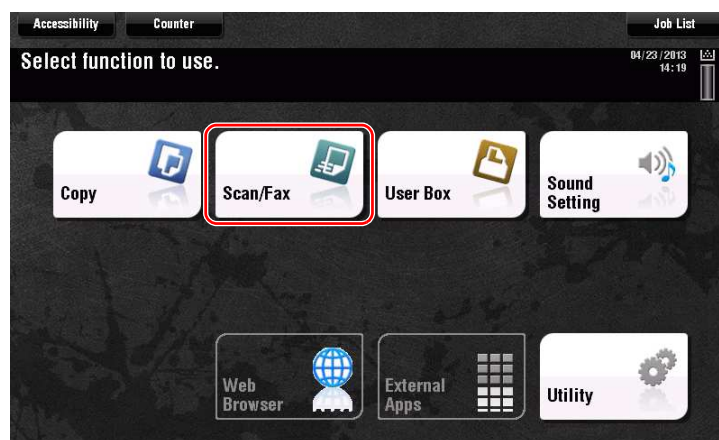 Accessibility
Counter
Job List
Select function to use.
04/23/2013
14:19
Copy
Scan/Fax
User Box
Sound
Setting
Web
Browser
External
Apps
Utility